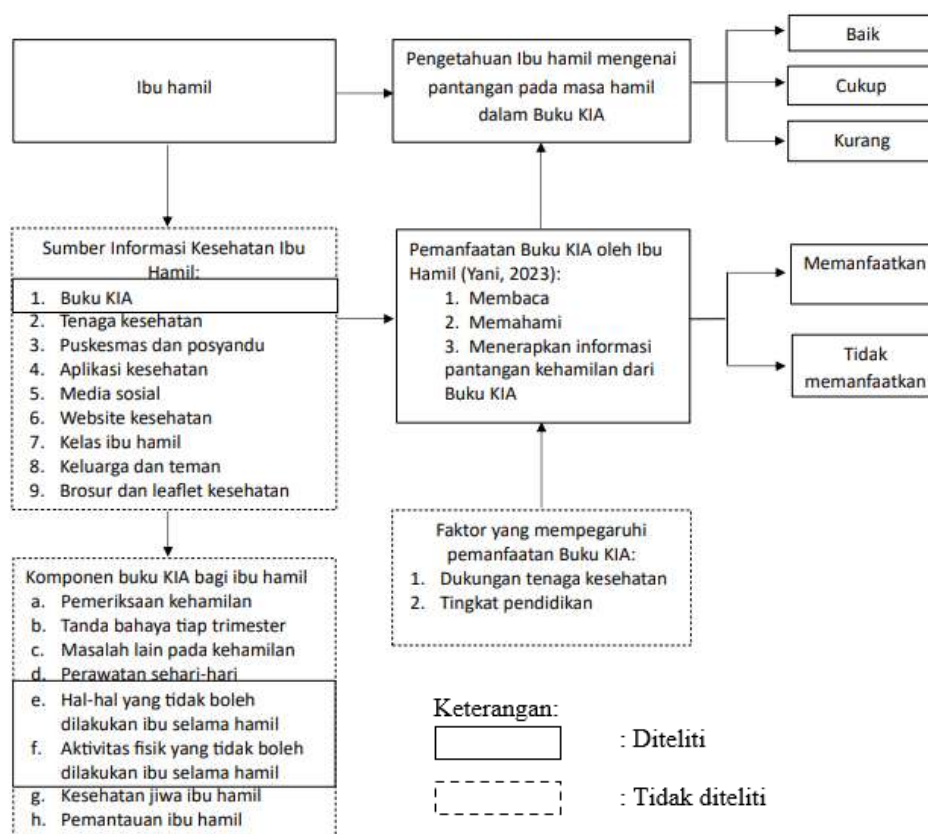 Ibu hamil
Pengetahuan Ibu hamil mengenai
pantangan pada masa hamil
dalam Buku KIA
Baik
Cukup
Kurang
Sumber Informasi Kesehatan Ibu
Hamil:
1. Buku KIA
2. Tenaga kesehatan
3. Puskesmas dan posyandu
4. Aplikasi kesehatan
5. Media sosial
6. Website kesehatan
7. Kelas ibu hamil
8. Keluarga dan teman
9. Brosur dan leaflet kesehatan
Pemanfaatan Buku KIA oleh Ibu
Hamil (Yani, 2023):
1. Membaca
2. Memahami
3. Menerapkan informasi
pantangan kehamilan dari
Buku KIA
Memanfaatkan
Tidak
memanfaatkan
Faktor yang mempegaruhi
pemanfaatan Buku KIA:
1. Dukungan tenaga kesehatan
2. Tingkat pendidikan
Komponen buku KIA bagi ibu hamil
a. Pemeriksaan kehamilan
b. Tanda bahaya tiap trimester
c. Masalah lain pada kehamilan
d. Perawatan sehari-hari
e. Hal-hal yang tidak boleh
dilakukan ibu selama hamil
f. Aktivitas fisik yang tidak boleh
dilakukan ibu selama hamil
g. Kesehatan jiwa ibu hamil
h. Pemantauan ibu hamil
Keterangan:
: Diteliti
: Tidak diteliti